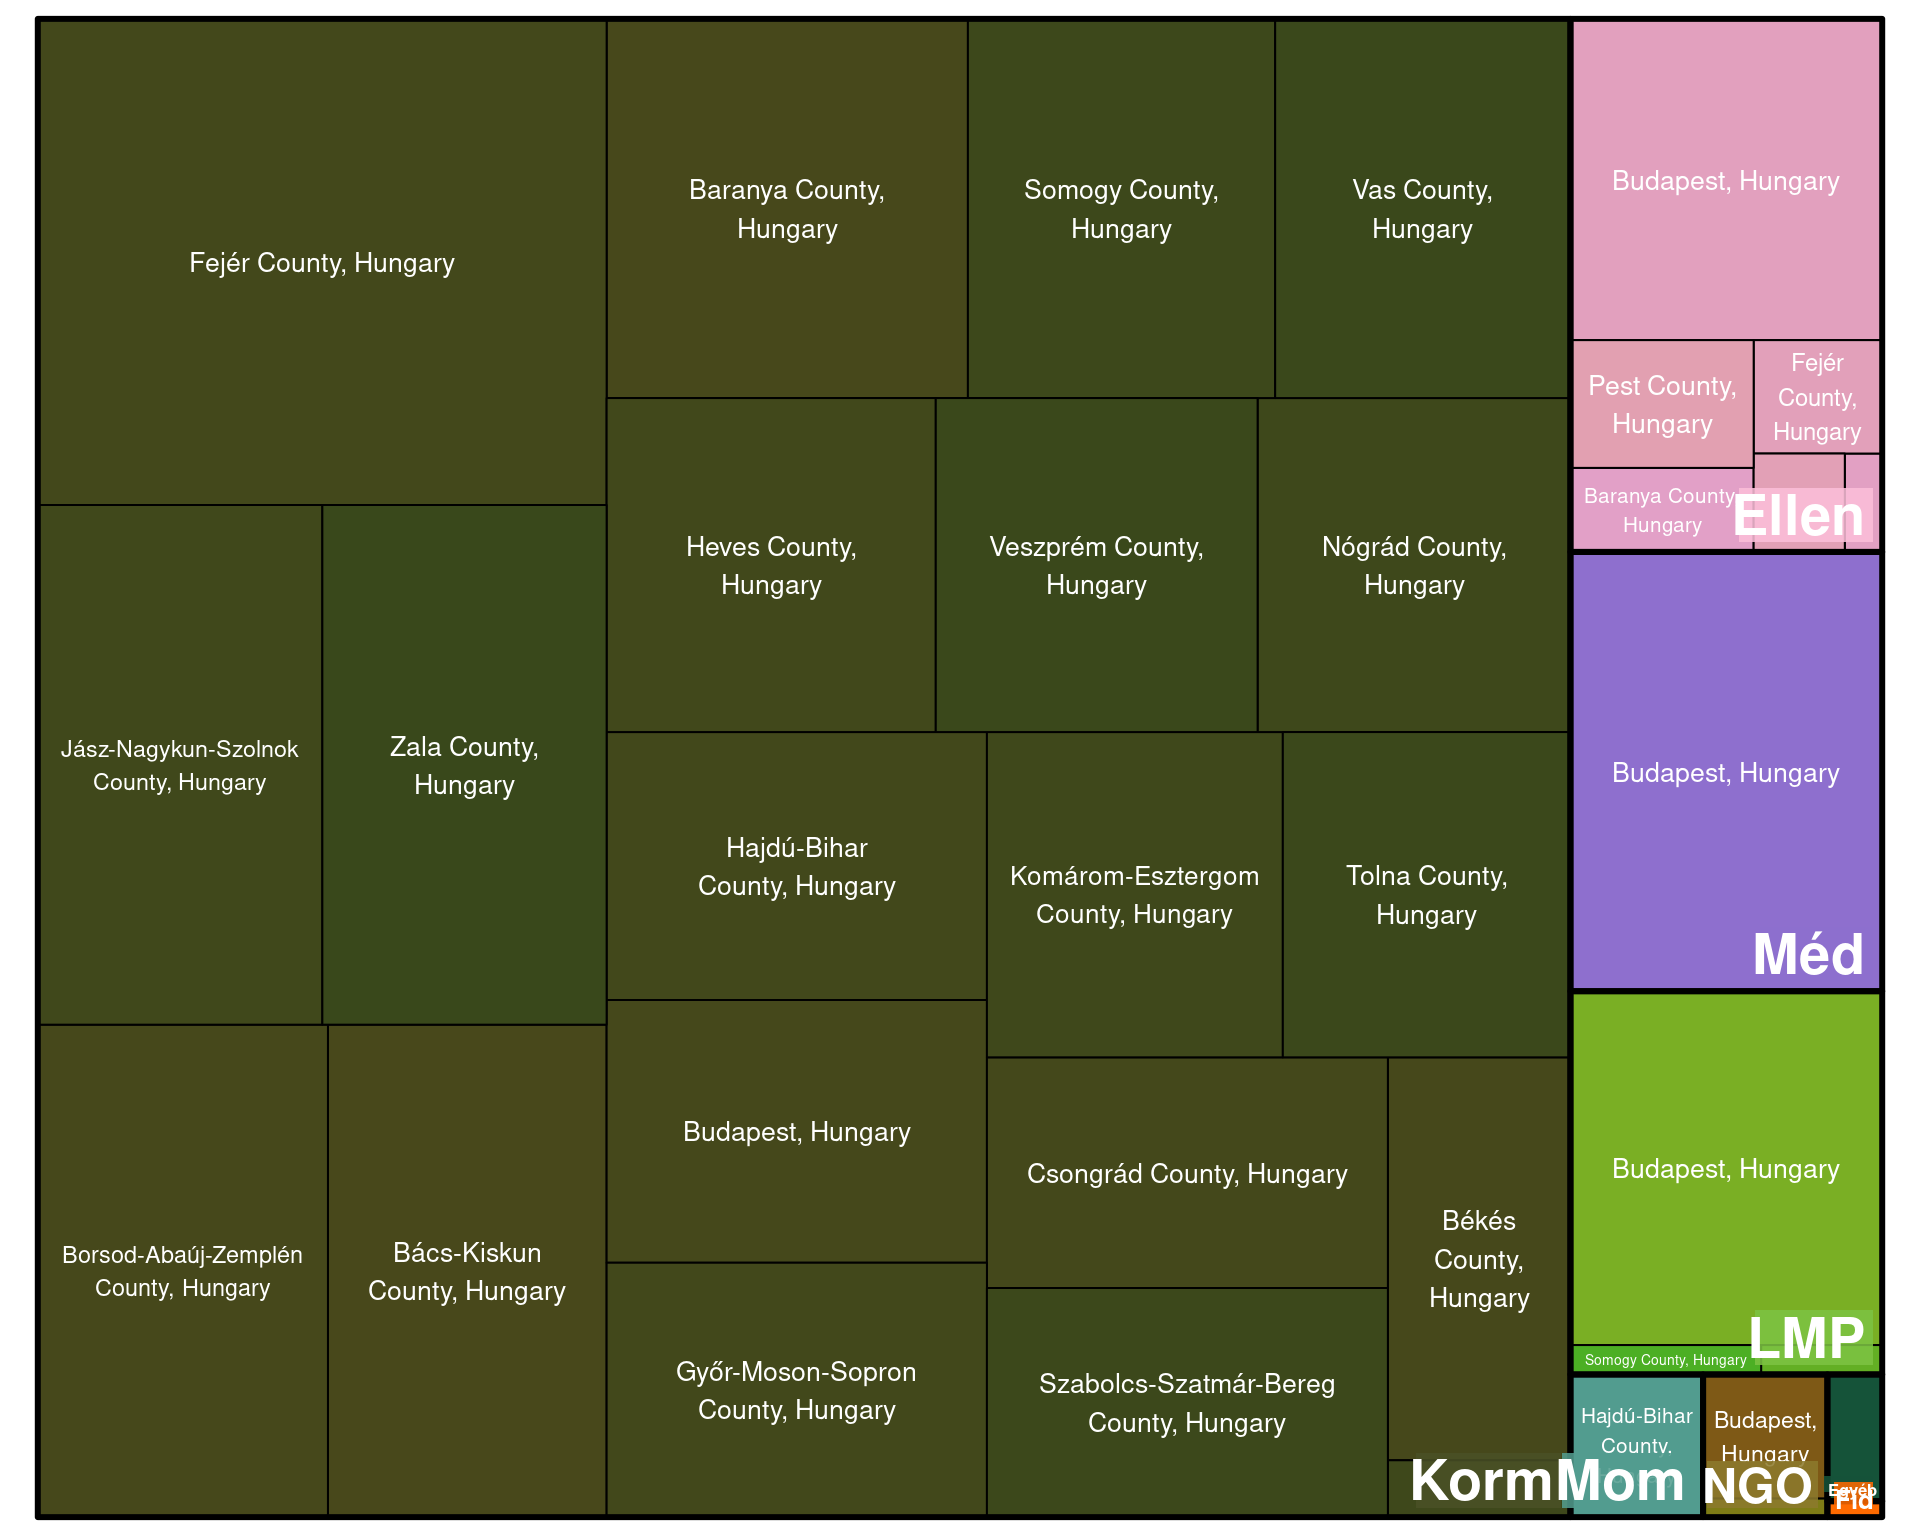 Fejér County, Hungary
Baranya County,
Hungary
Somogy County,
Hungary
Vas County,
Hungary
Jász-Nagykun-Szolnok
County, Hungary
Zala County,
Hungary
Heves County,
Hungary
Veszprém County,
Hungary
Nógrád County,
Hungary
Hajdú-Bihar
County, Hungary
Komárom-Esztergom
County, Hungary
Tolna County,
Hungary
Borsod-Abaúj-Zemplén
County, Hungary
Bács-Kiskun
County, Hungary
Budapest, Hungary
Győr-Moson-Sopron
County, Hungary
Csongrád County, Hungary
Szabolcs-Szatmár-Bereg
County, Hungary
Békés
County,
Hungary
Korm
Budapest, Hungary
Pest County,
Hungary
Fejér
County,
Hungary
Baranya County
Hungary
Ellen
Budapest, Hungary
Méd
Budapest, Hungary
Somogy County, Hungary
LMP
Hajdú-Bihar
County.
Mom
Budapest,
Hungary
NGO
Egyéb
Fid